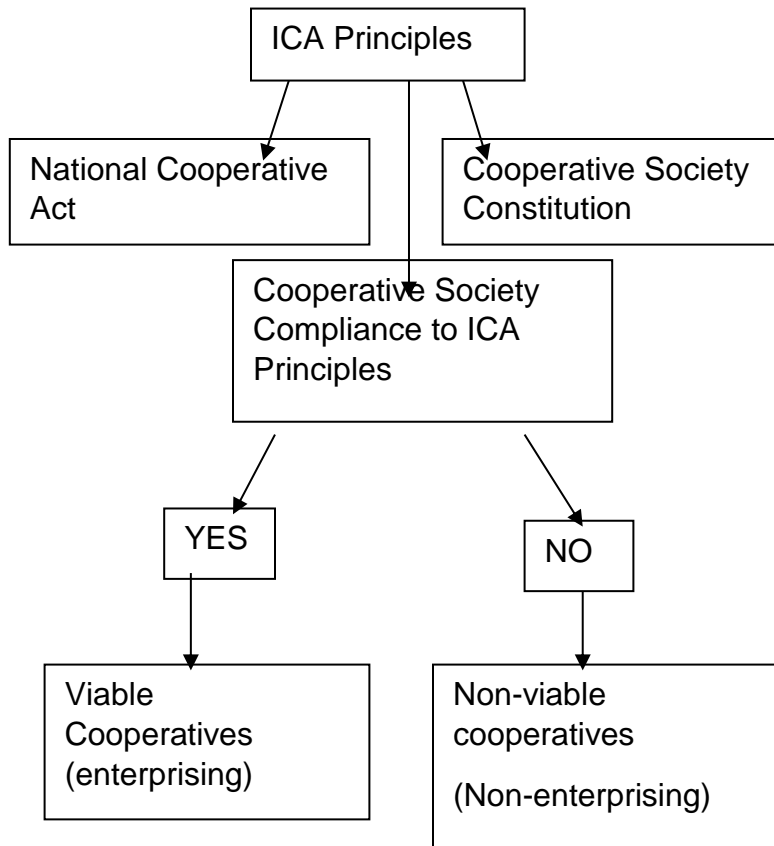 ICA Principles
National Cooperative
Act
Cooperative Society
Constitution
Cooperative Society
Compliance to ICA
Principles
YES
NO
Viable
Cooperatives
(enterprising)
Non-viable
cooperatives
(Non-enterprising)